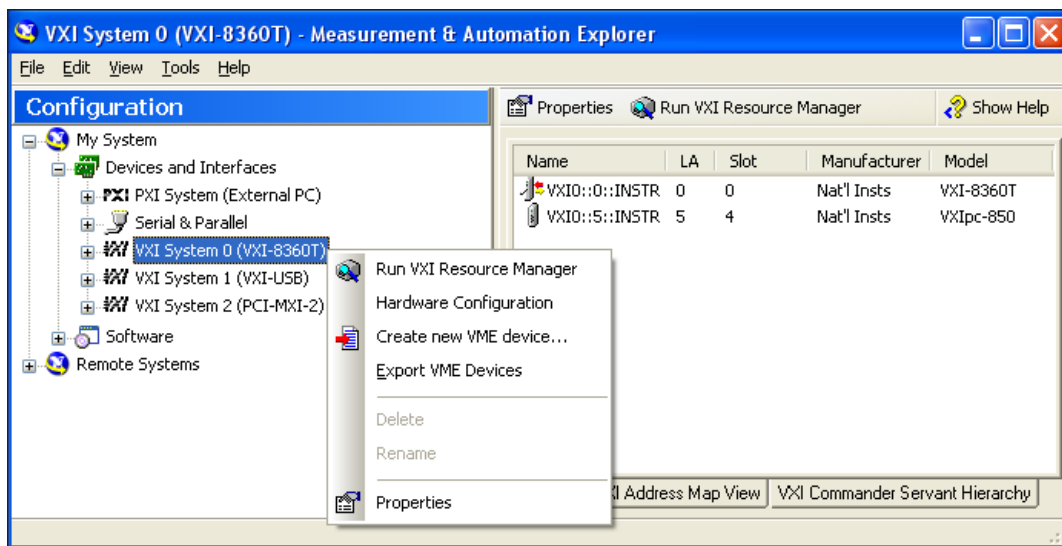 VXI System 0 (VXI-8360T) - Measurement & Automation Explorer
File Edit View Tools Help
Configuration
Properties Run VXI Resource Manager Show Help
My System
Devices and Interfaces
PXI PXI System (External PC)
Serial & Parallel
VXI VXI System 0 (VXI-8360T)
VXI VXI System 1 (VXI-USB)
VXI VXI System 2 (PCI-MXI-2)
Software
Remote Systems
Name LA Slot Manufacturer Model
VXI0::0::INSTR 0 0 Nat'l Insts VXI-8360T
VXI0::5::INSTR 5 4 Nat'l Insts VXIpc-850
Run VXI Resource Manager
Hardware Configuration
Create new VME device...
Export VME Devices
Delete
Rename
Properties
Address Map View VXI Commander Servant Hierarchy